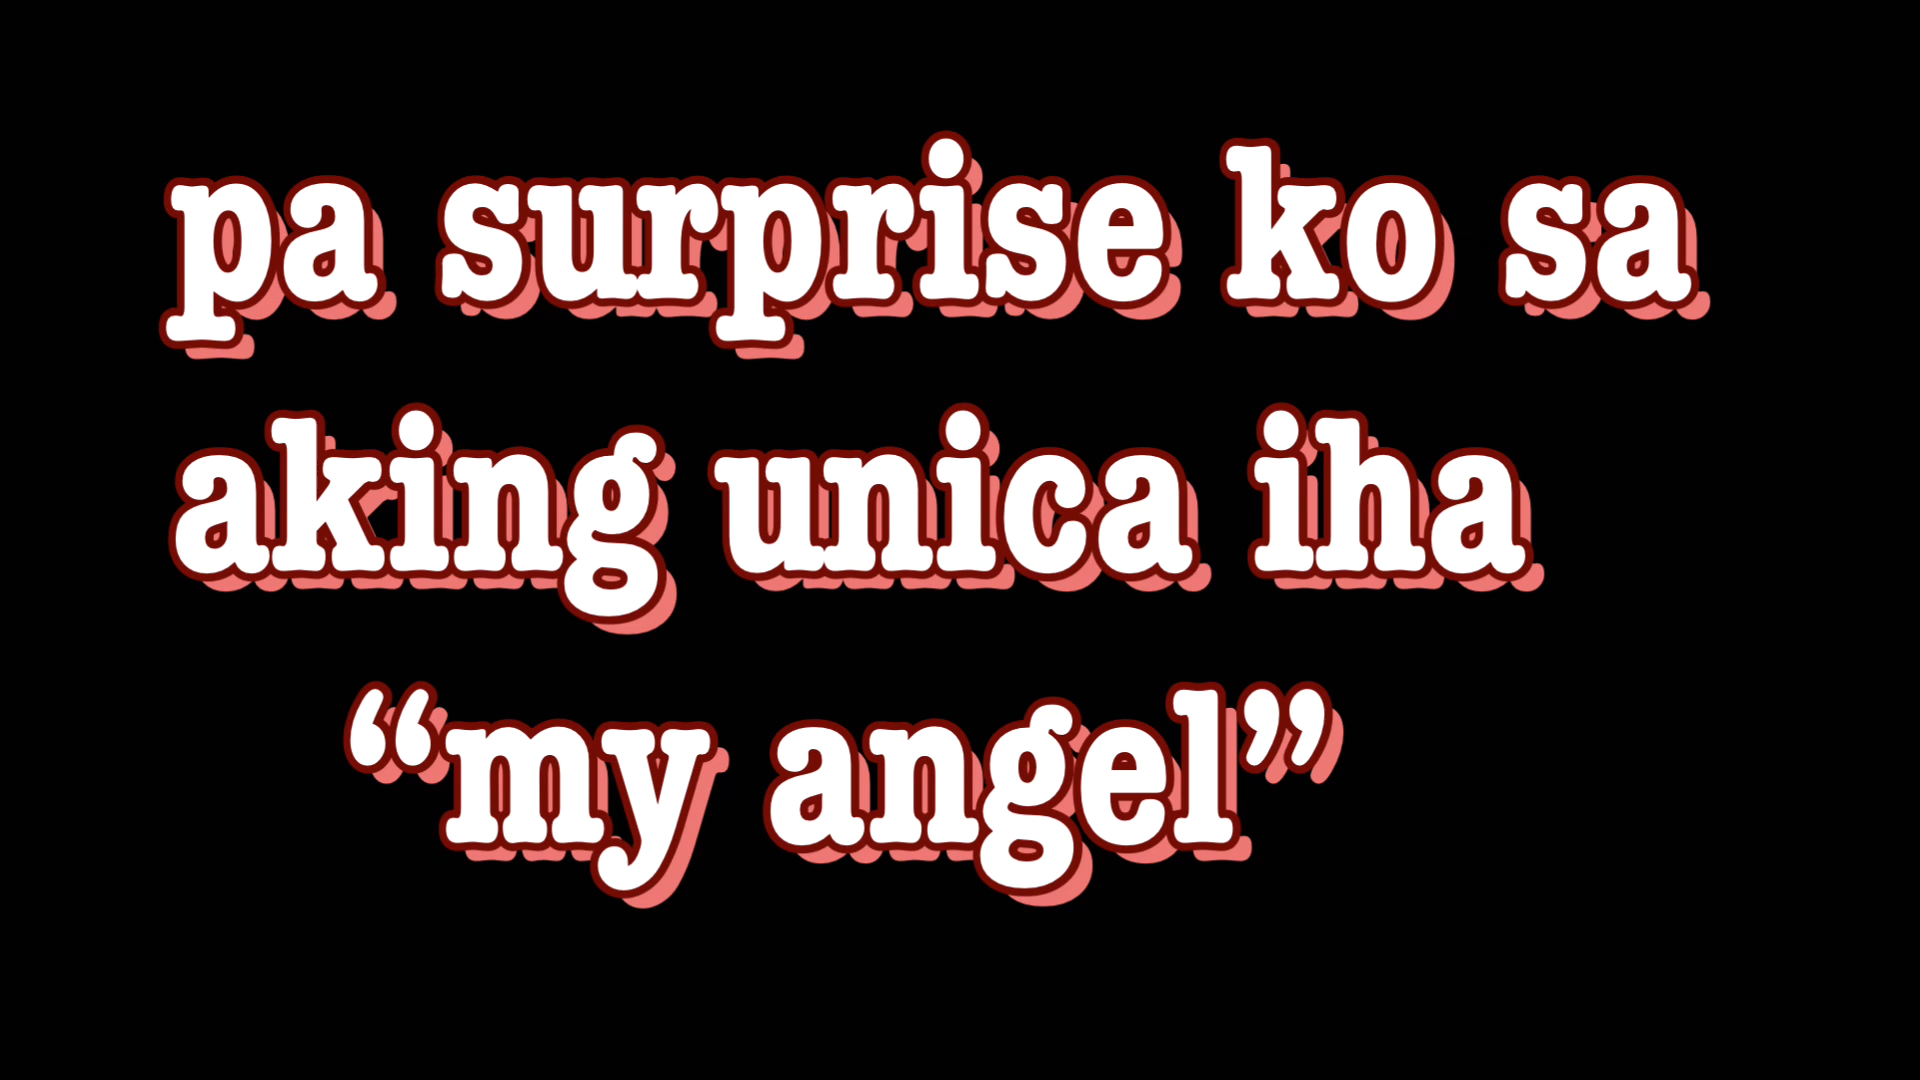 pa surprise ko sa
aking unica iha
“my angel”